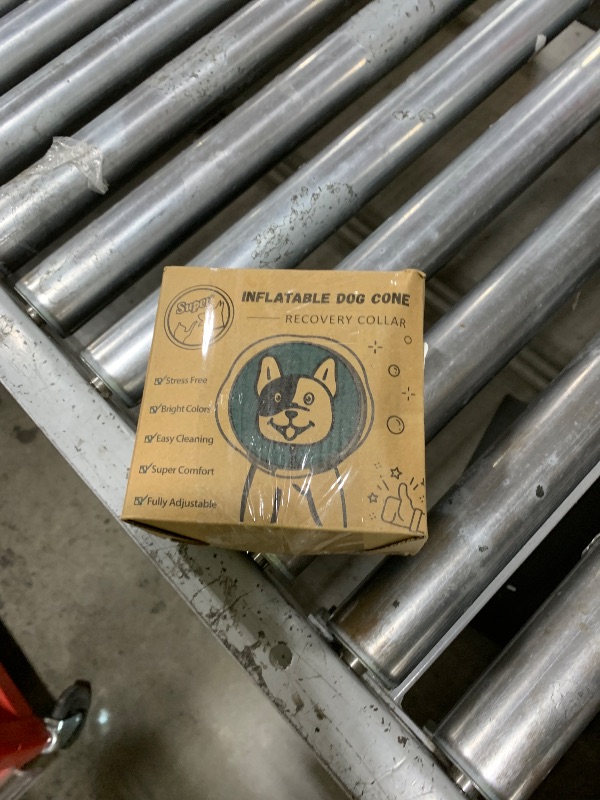 Super
INFLATABLE DOG CONE
RECOVERY COLLAR
Stress Free
Bright Colors
Easy Cleaning
Super Comfort
Fully Adjustable